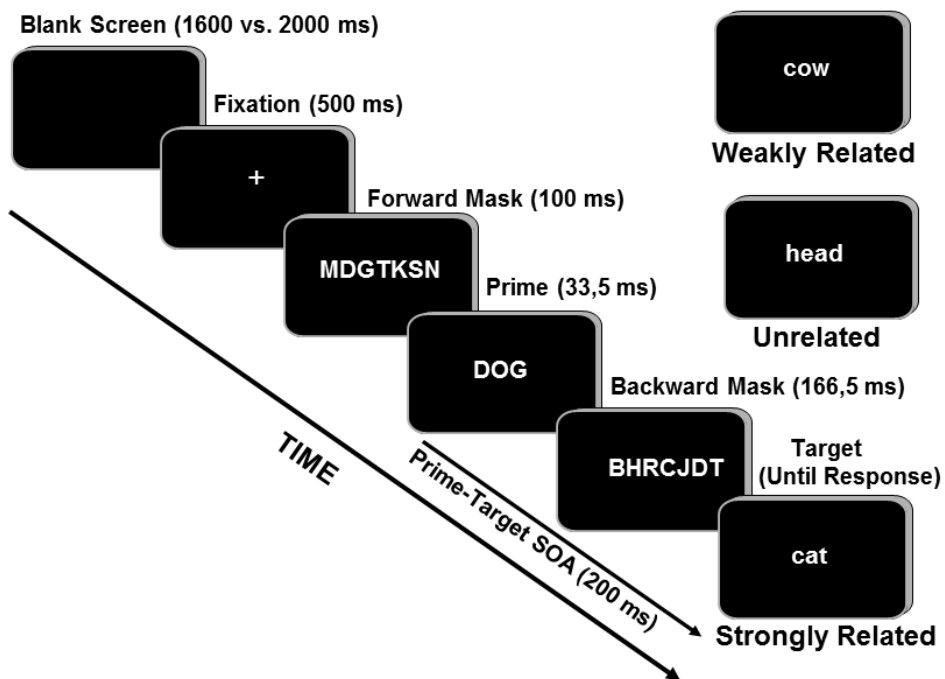 Blank Screen (1600 vs. 2000 ms)
Fixation (500 ms)
+
Forward Mask (100 ms)
MDGTKSN
Prime (33,5 ms)
DOG
Backward Mask (166,5 ms)
BHRCJDT
Target
(Until Response)
cat
Strongly Related
cow
Weakly Related
head
Unrelated
TIME
Prime-Target SOA (200 ms)